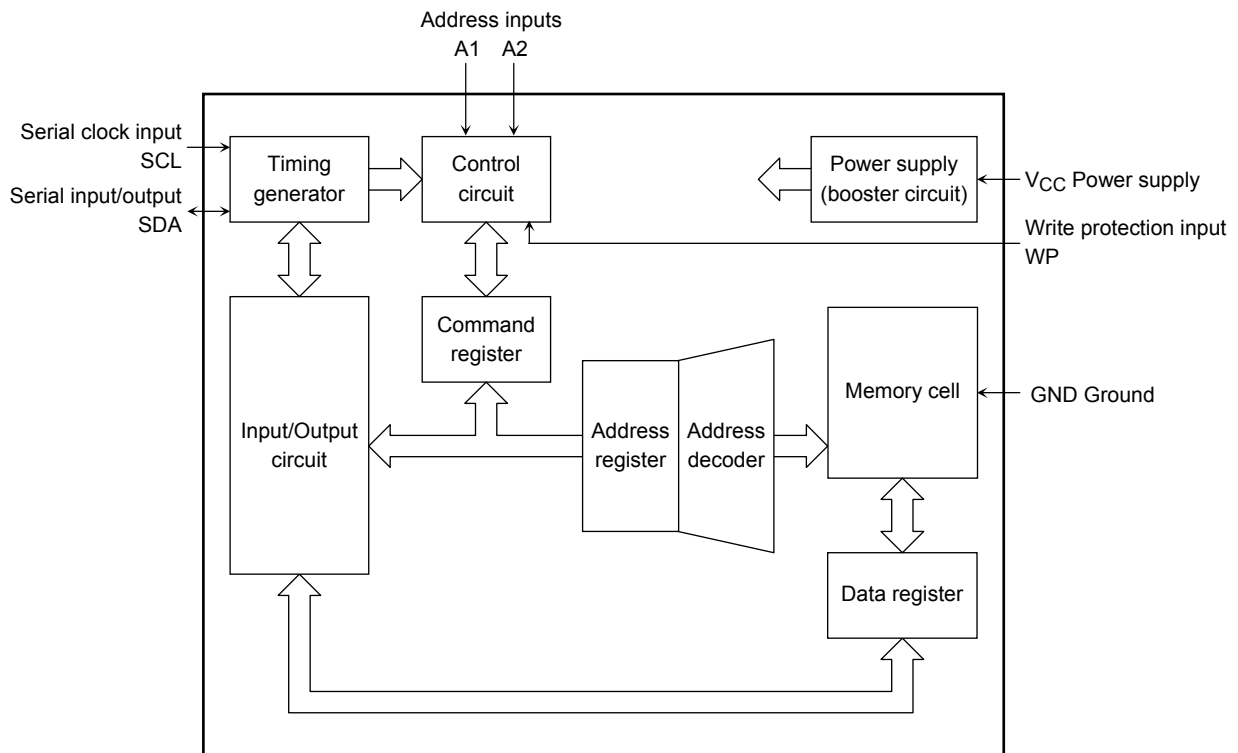 Address inputs
A1 A2
Serial clock input
SCL
Serial input/output
SDA
Timing
generator
Control
circuit
Power supply
(booster circuit)
VCC Power supply
Write protection input
WP
Input/Output
circuit
Command
register
Address
register
Address
decoder
Memory cell
GND Ground
Data register